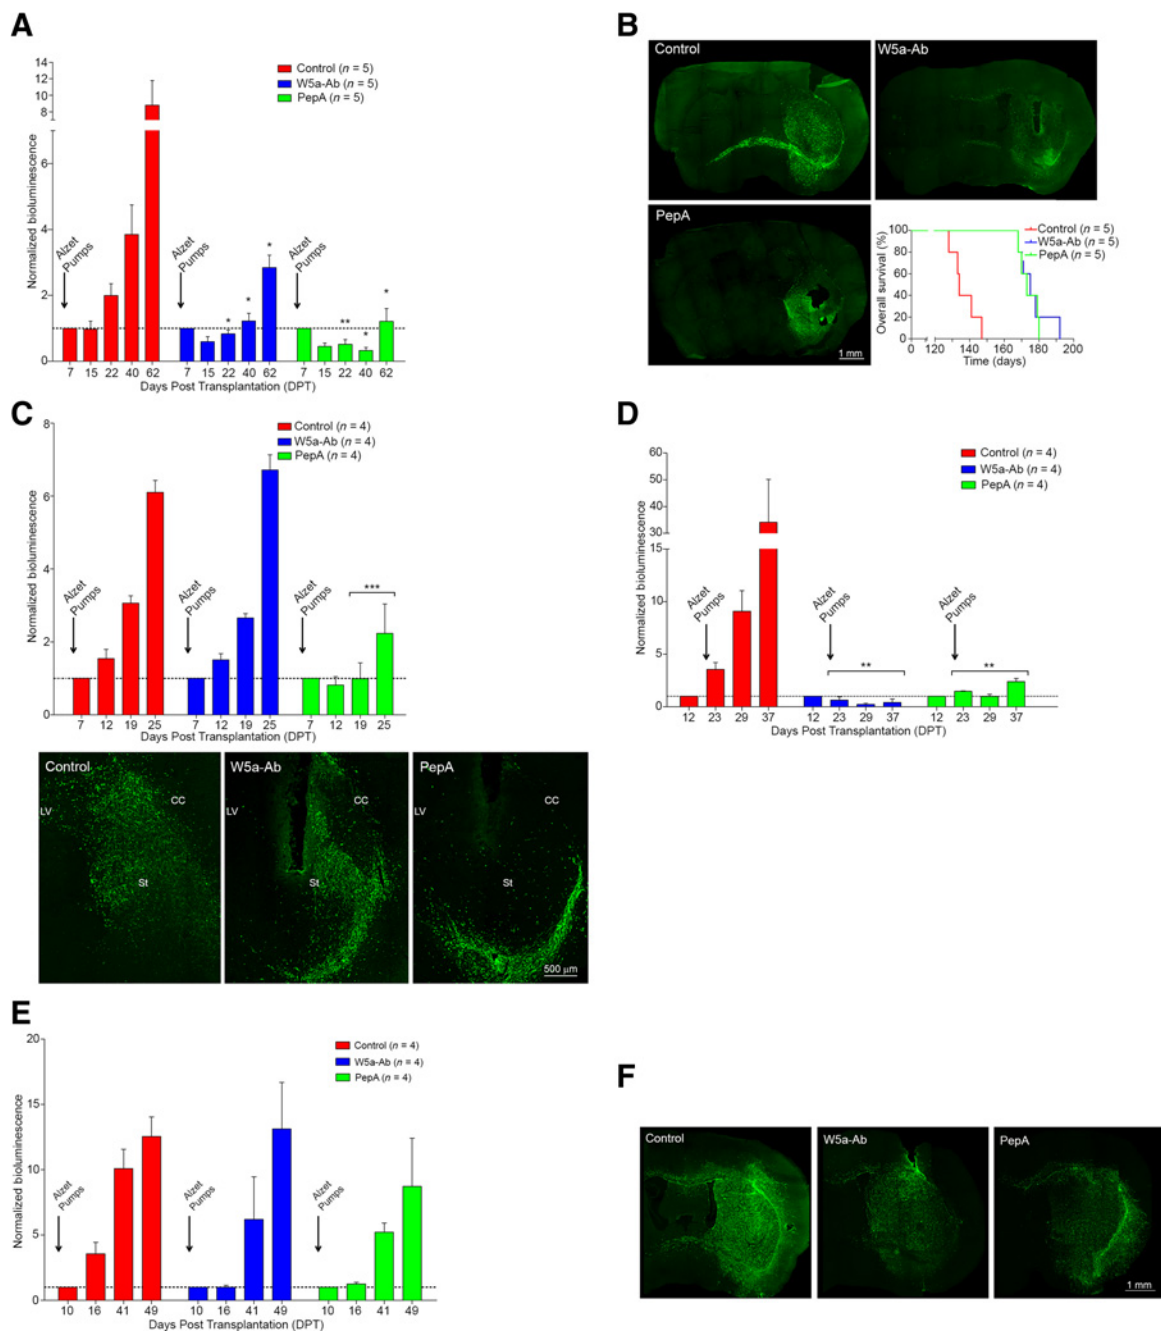 A
Normalized bioluminescence
14
12
10
8
6
4
2
0
Control (n = 5)
W5a-Ab (n = 5)
PepA (n = 5)
Alzet Pumps
Alzet Pumps
Alzet Pumps
* * * ** * *
7 15 22 40 62 7 15 22 40 62 7 15 22 40 62
Days Post Transplantation (DPT)
B
Control
W5a-Ab
PepA
1 mm
Overall survival (%)
100
80
60
40
20
0
Control (n = 5)
W5a-Ab (n = 5)
PepA (n = 5)
0 120 140 160 180 200
Time (days)
C
Normalized bioluminescence
8
6
4
2
0
Control (n = 4)
W5a-Ab (n = 4)
PepA (n = 4)
Alzet Pumps
Alzet Pumps
Alzet Pumps
***
7 12 19 25 7 12 19 25 7 12 19 25
Days Post Transplantation (DPT)
Control
LV
CC
St
W5a-Ab
LV
CC
St
PepA
CC
St
500 µm
D
Normalized bioluminescence
60
50
40
30
15
10
5
0
Control (n = 4)
W5a-Ab (n = 4)
PepA (n = 4)
Alzet Pumps
Alzet Pumps
Alzet Pumps
** **
12 23 29 37 12 23 29 37 12 23 29 37
Days Post Transplantation (DPT)
E
Normalized bioluminescence
20
15
10
5
0
Control (n = 4)
W5a-Ab (n = 4)
PepA (n = 4)
Alzet Pumps
Alzet Pumps
Alzet Pumps
10 16 41 49 10 16 41 49 10 16 41 49
Days Post Transplantation (DPT)
F
Control
W5a-Ab
PepA
1 mm